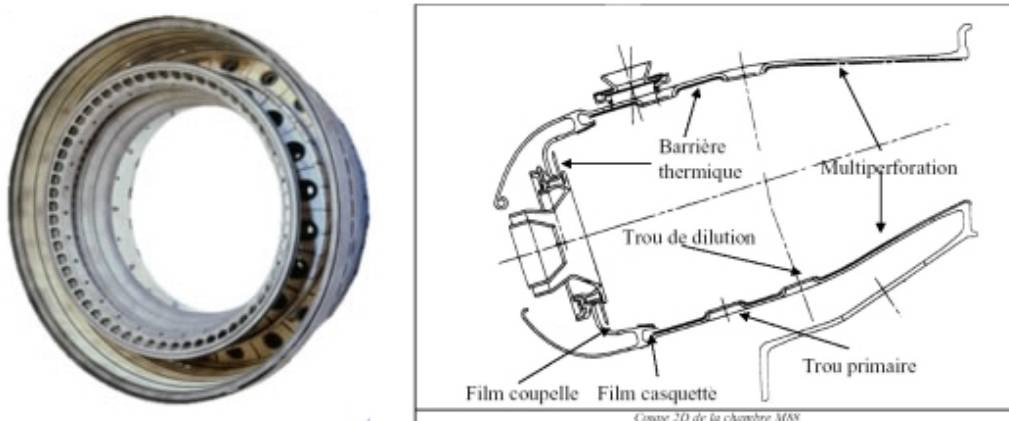 Barrière
thermique
Multiperforation
Trou de dilution
Trou primaire
Film coupelle
Film casquette
Coupe 2D de la chambre M88